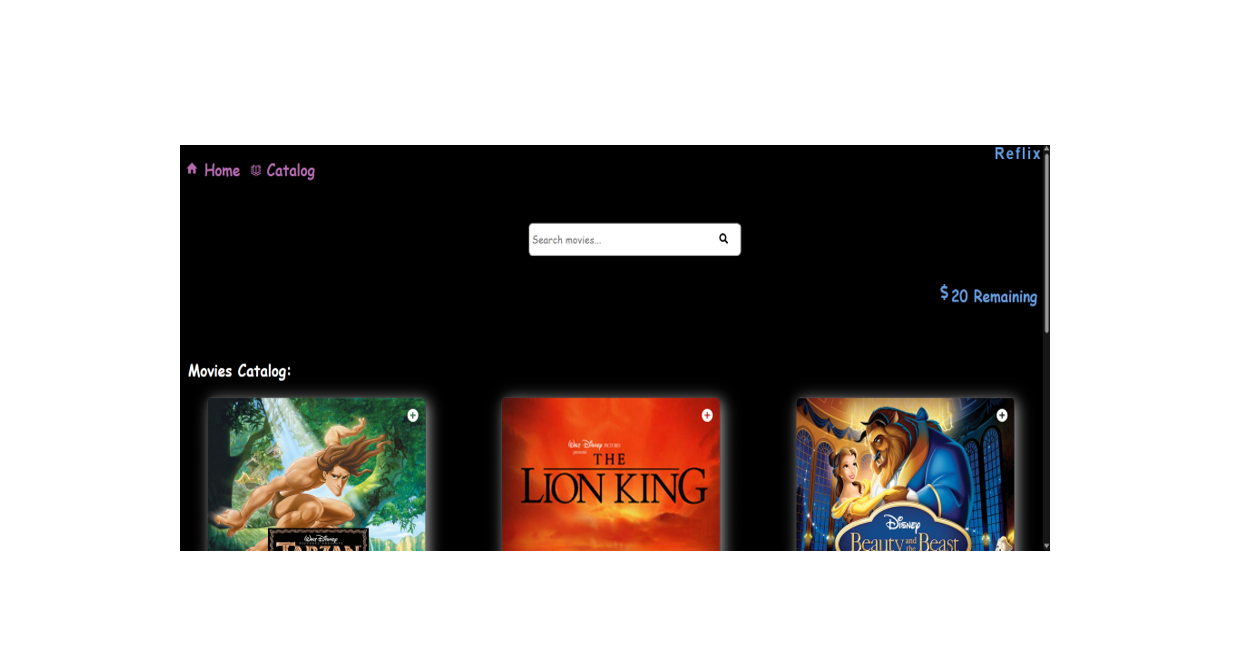 Reflix
Home Catalog
Search movies...
$20 Remaining
Movies Catalog:
WALT DISNEY PICTURES
presents
THE
LION KING
WALT DISNEY
TARZAN
Disney
Beauty and the Beast